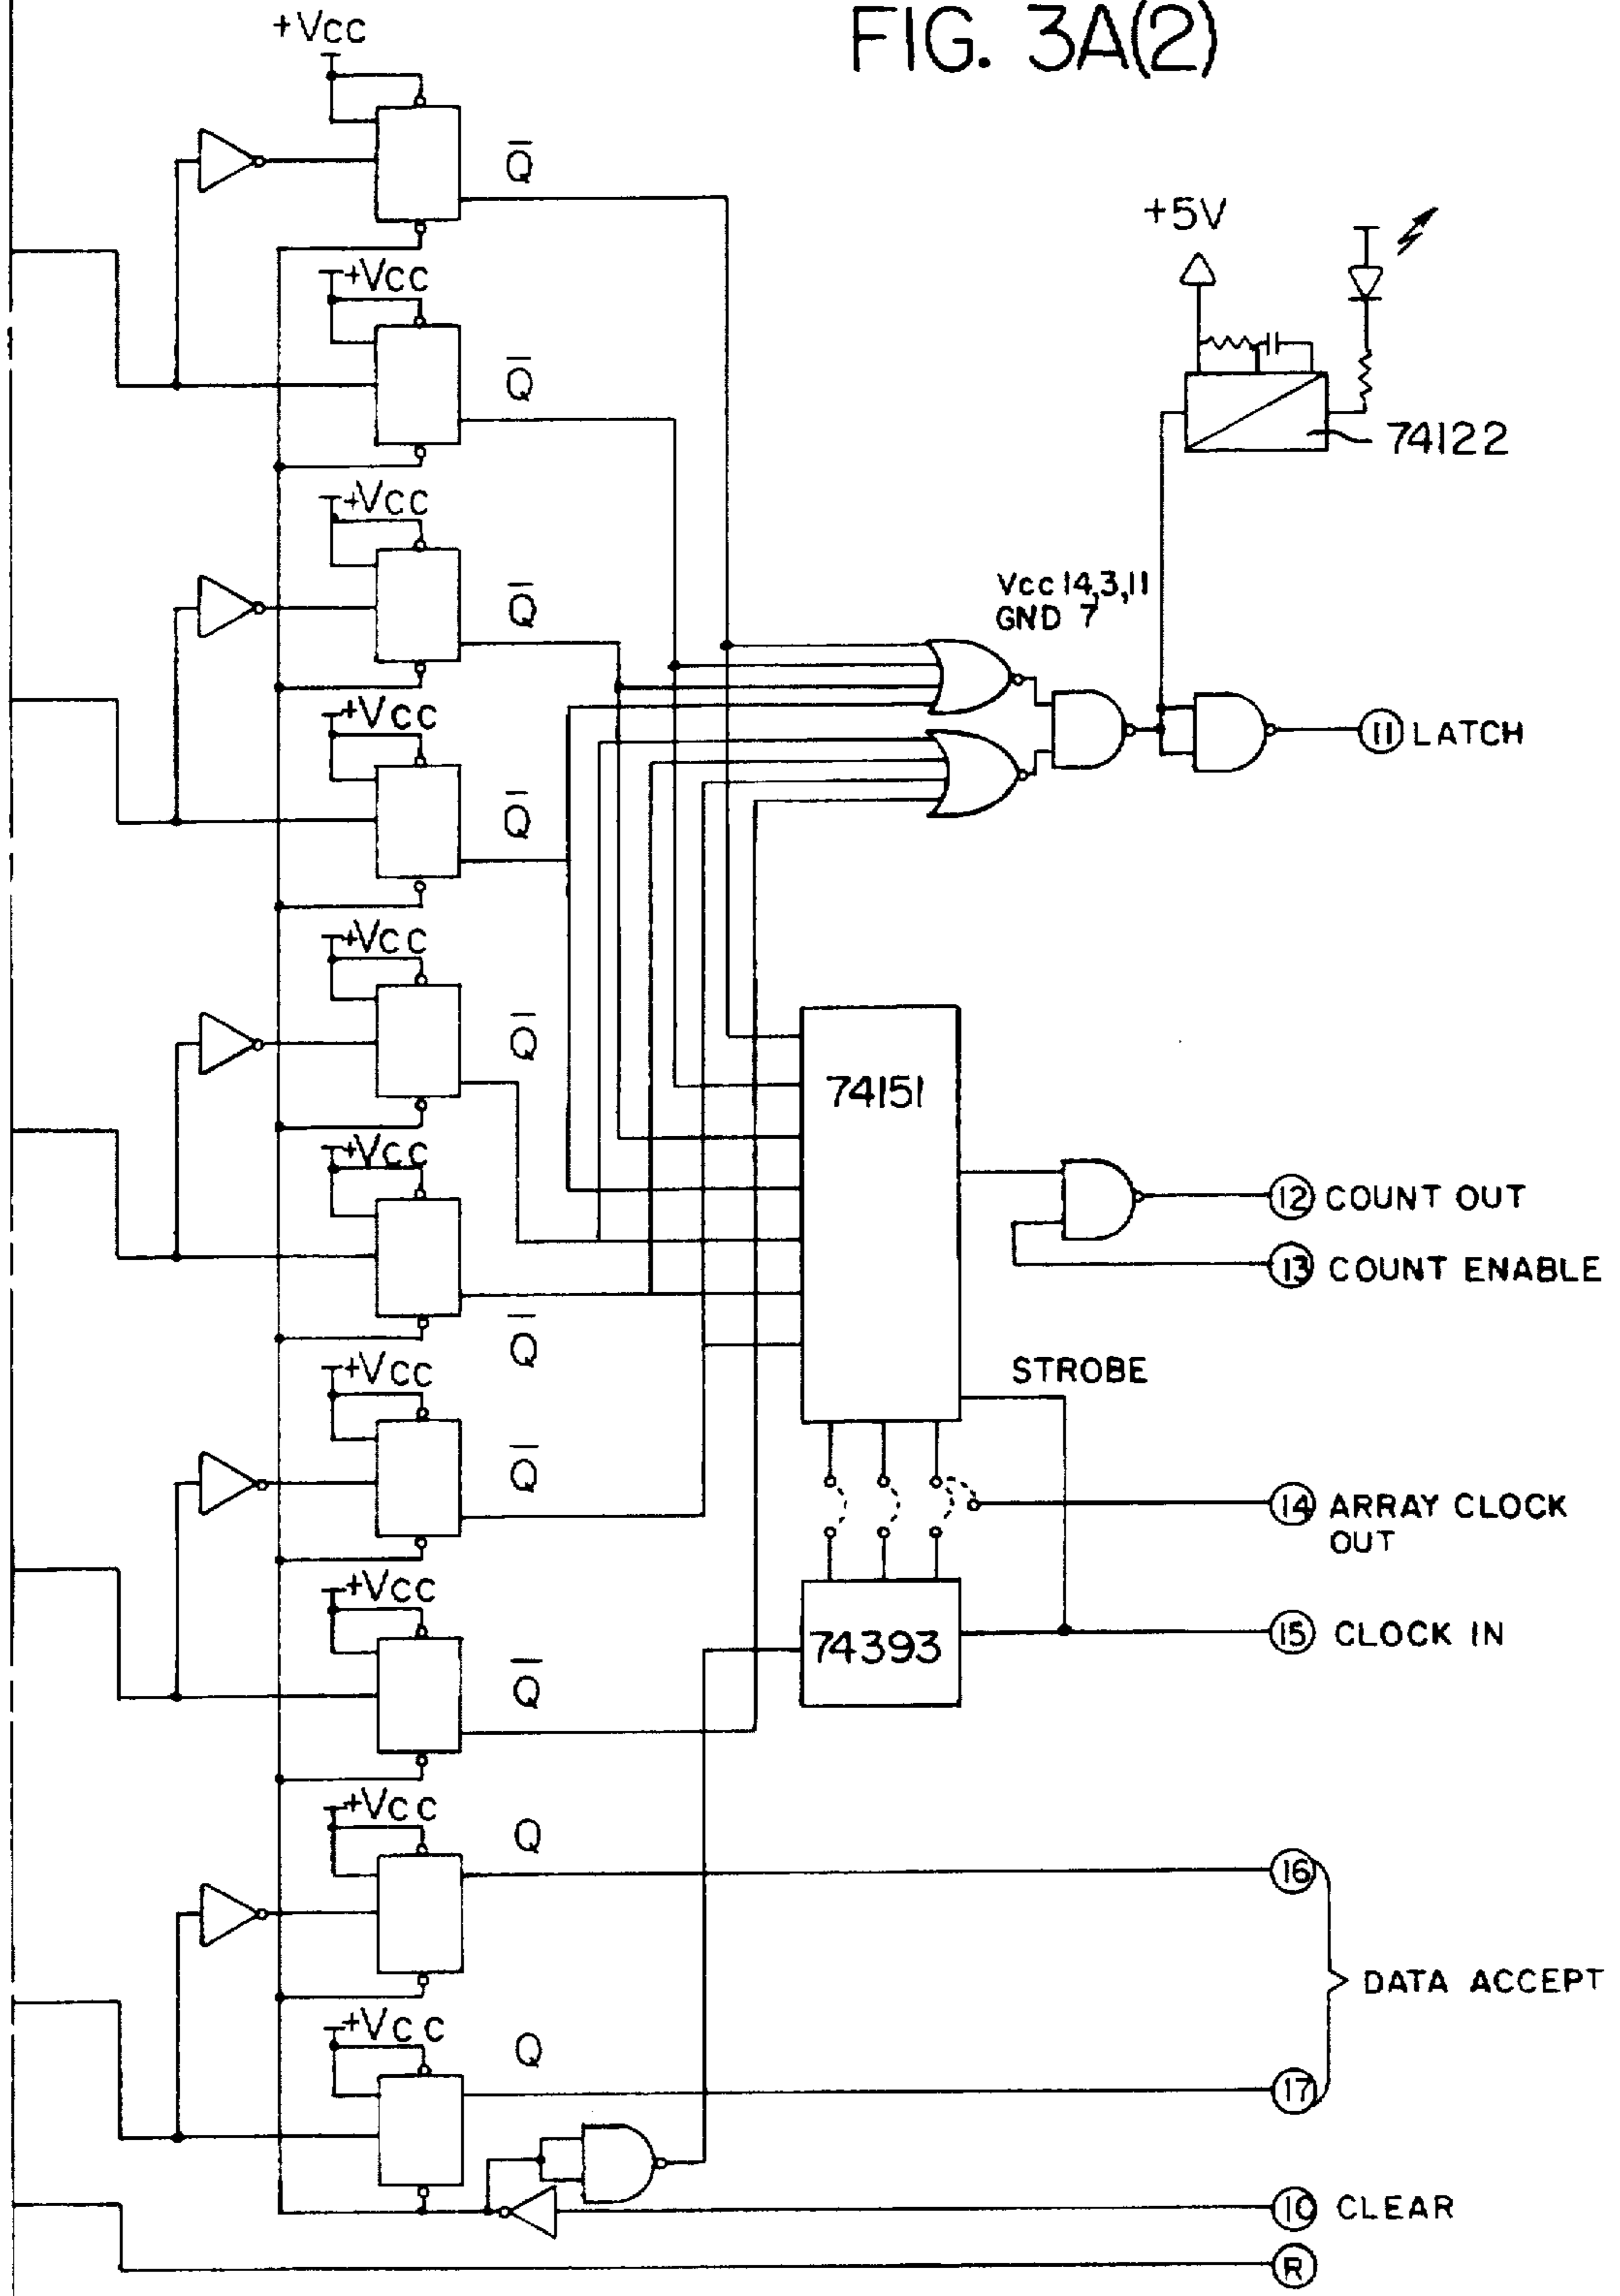 FIG. 3A(2)
+Vcc
Q̅
+Vcc
Q̅
+5V
74122
+Vcc
Q̅
Vcc 14,3,11
GND 7
+Vcc
Q̅
11 LATCH
+Vcc
Q̅
74151
+Vcc
Q̅
12 COUNT OUT
13 COUNT ENABLE
+Vcc
Q̅
STROBE
14 ARRAY CLOCK
OUT
+Vcc
Q̅
74393
15 CLOCK IN
+Vcc
Q
16
DATA ACCEPT
+Vcc
Q
17
10 CLEAR
R